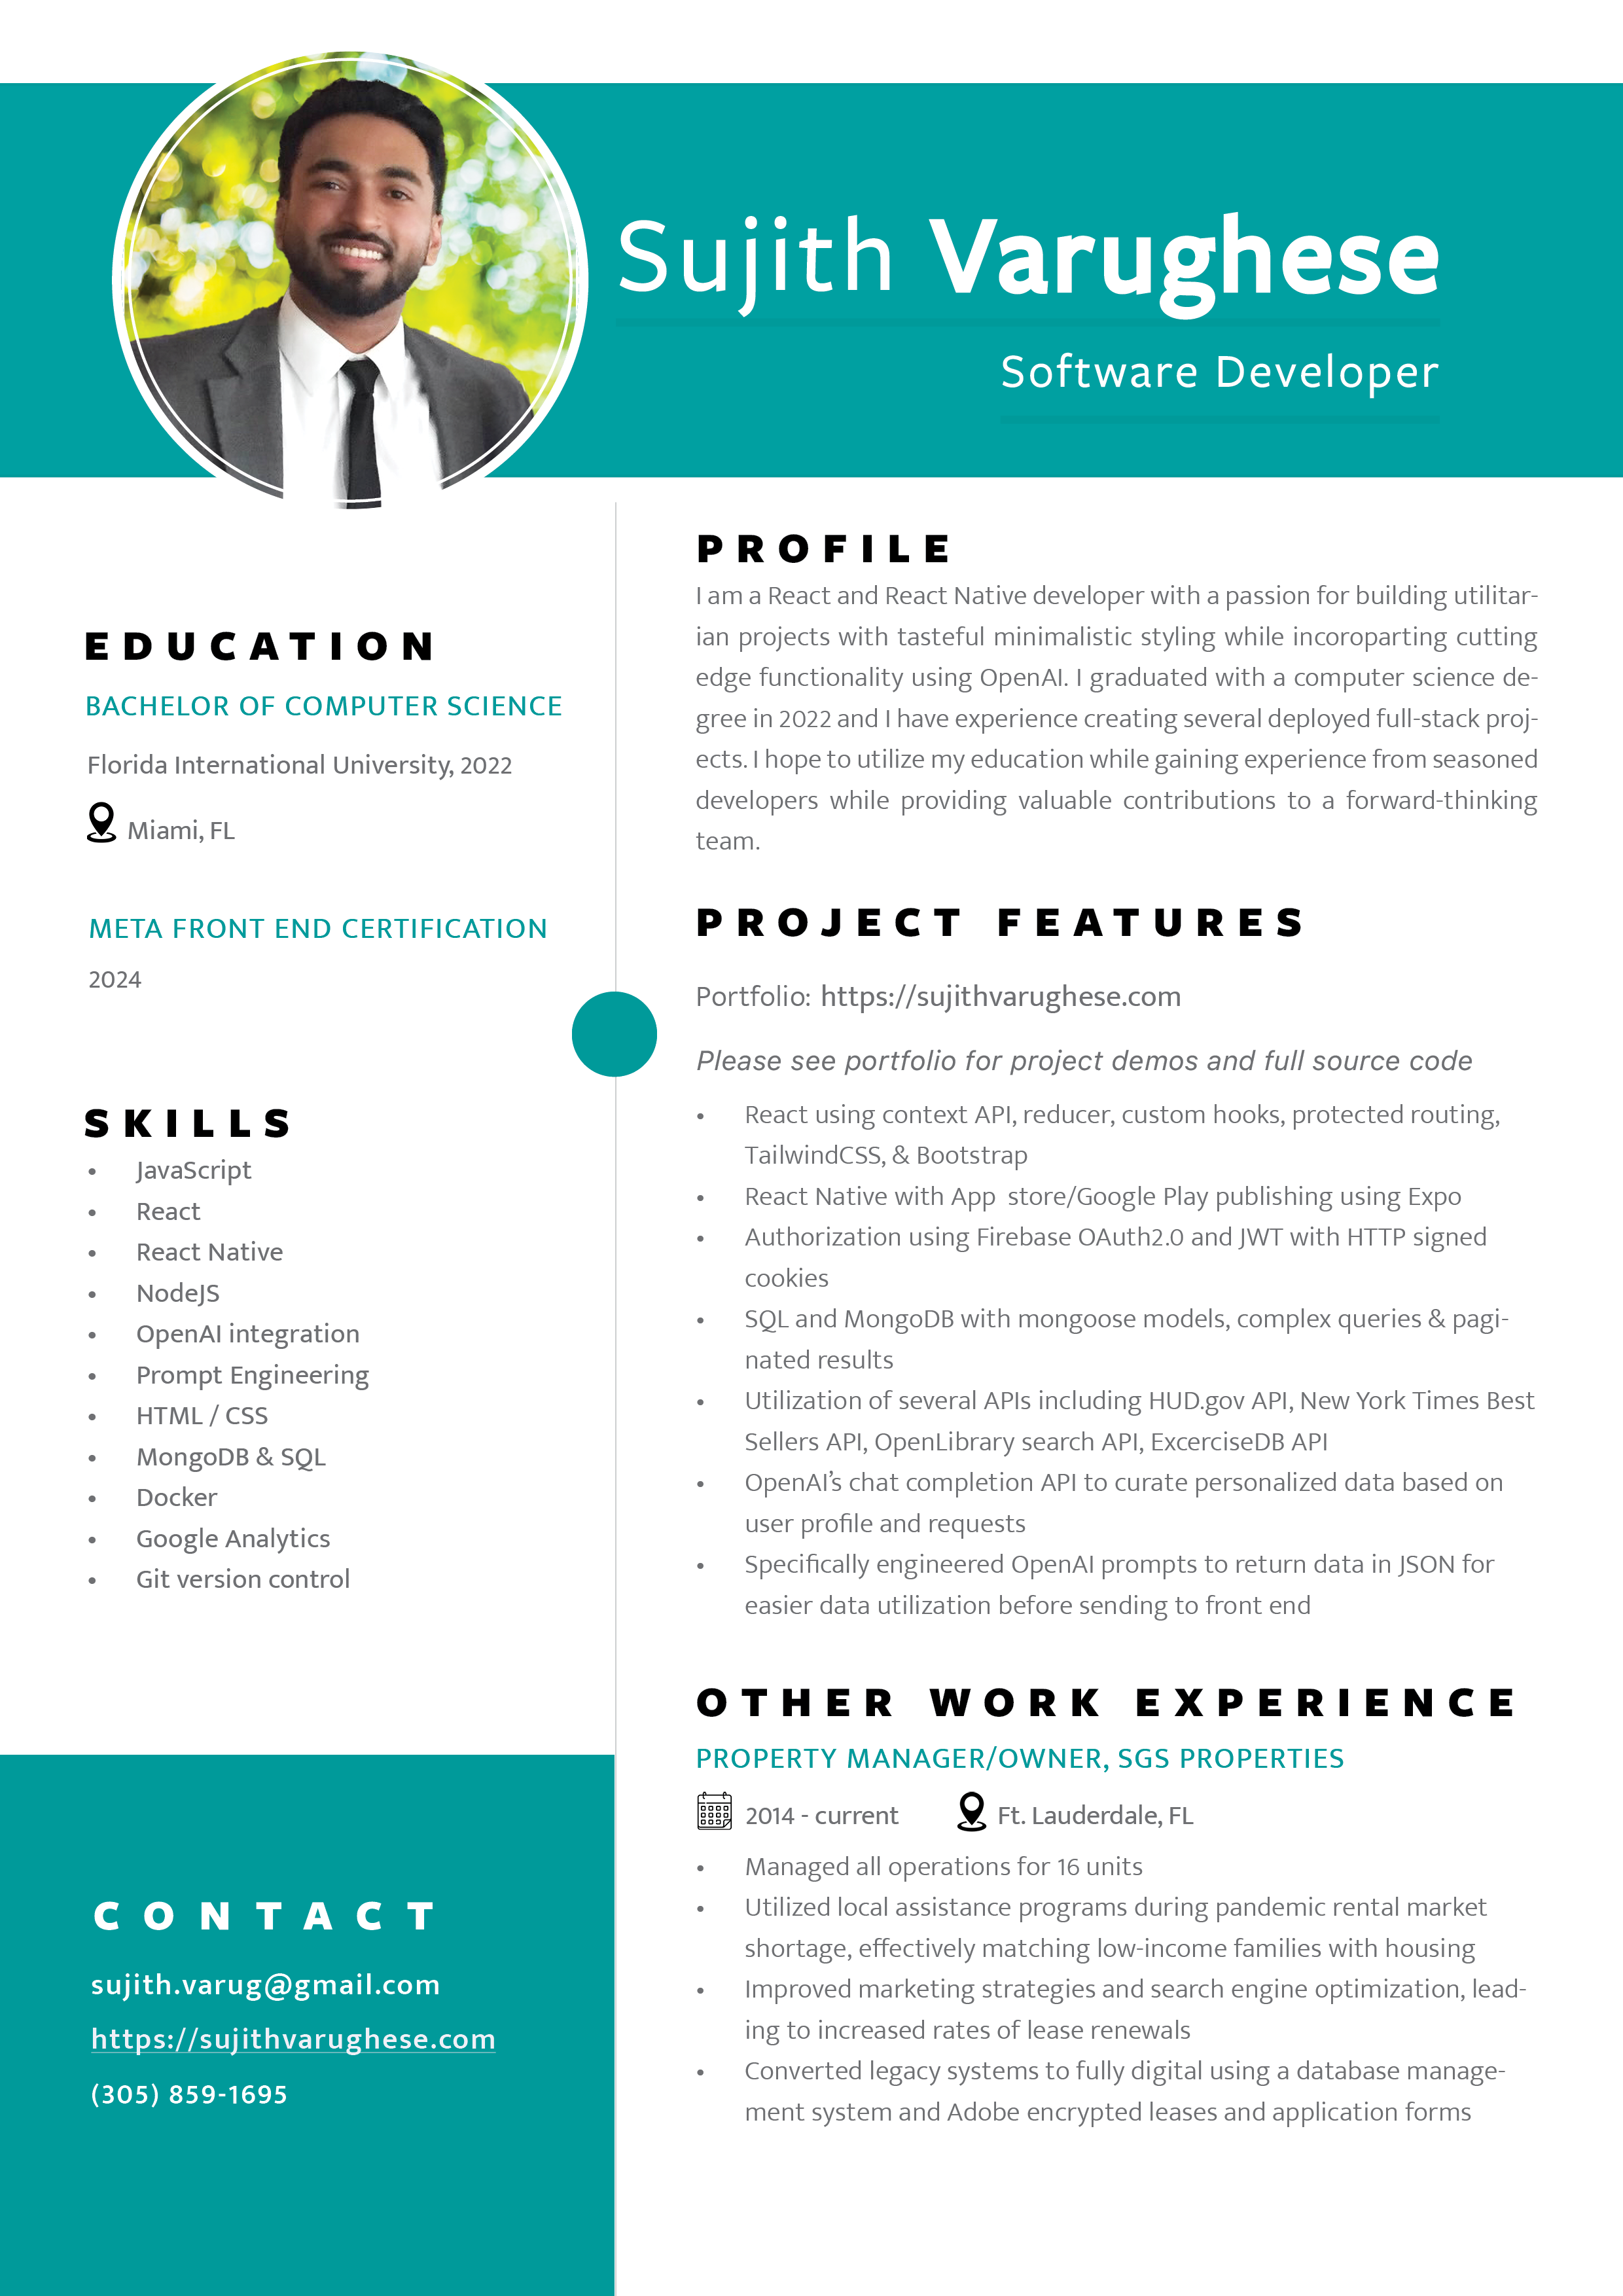 Sujith Varughese
Software Developer
EDUCATION
BACHELOR OF COMPUTER SCIENCE
Florida International University, 2022
Miami, FL
META FRONT END CERTIFICATION
2024
SKILLS
• JavaScript
• React
• React Native
• NodeJS
• OpenAI integration
• Prompt Engineering
• HTML / CSS
• MongoDB & SQL
• Docker
• Google Analytics
• Git version control
CONTACT
sujith.varug@gmail.com
https://sujithvarughese.com
(305) 859-1695
PROFILE
I am a React and React Native developer with a passion for building utilitar-
ian projects with tasteful minimalistic styling while incoroparting cutting
edge functionality using OpenAI. I graduated with a computer science de-
gree in 2022 and I have experience creating several deployed full-stack proj-
ects. I hope to utilize my education while gaining experience from seasoned
developers while providing valuable contributions to a forward-thinking
team.
PROJECT FEATURES
Portfolio: https://sujithvarughese.com
Please see portfolio for project demos and full source code
• React using context API, reducer, custom hooks, protected routing,
TailwindCSS, & Bootstrap
• React Native with App  store/Google Play publishing using Expo
• Authorization using Firebase OAuth2.0 and JWT with HTTP signed
cookies
• SQL and MongoDB with mongoose models, complex queries & pagi-
nated results
• Utilization of several APIs including HUD.gov API, New York Times Best
Sellers API, OpenLibrary search API, ExcerciseDB API
• OpenAI’s chat completion API to curate personalized data based on
user profile and requests
• Specifically engineered OpenAI prompts to return data in JSON for
easier data utilization before sending to front end
OTHER WORK EXPERIENCE
PROPERTY MANAGER/OWNER, SGS PROPERTIES
2014 - current Ft. Lauderdale, FL
• Managed all operations for 16 units
• Utilized local assistance programs during pandemic rental market
shortage, effectively matching low-income families with housing
• Improved marketing strategies and search engine optimization, lead-
ing to increased rates of lease renewals
• Converted legacy systems to fully digital using a database manage-
ment system and Adobe encrypted leases and application forms